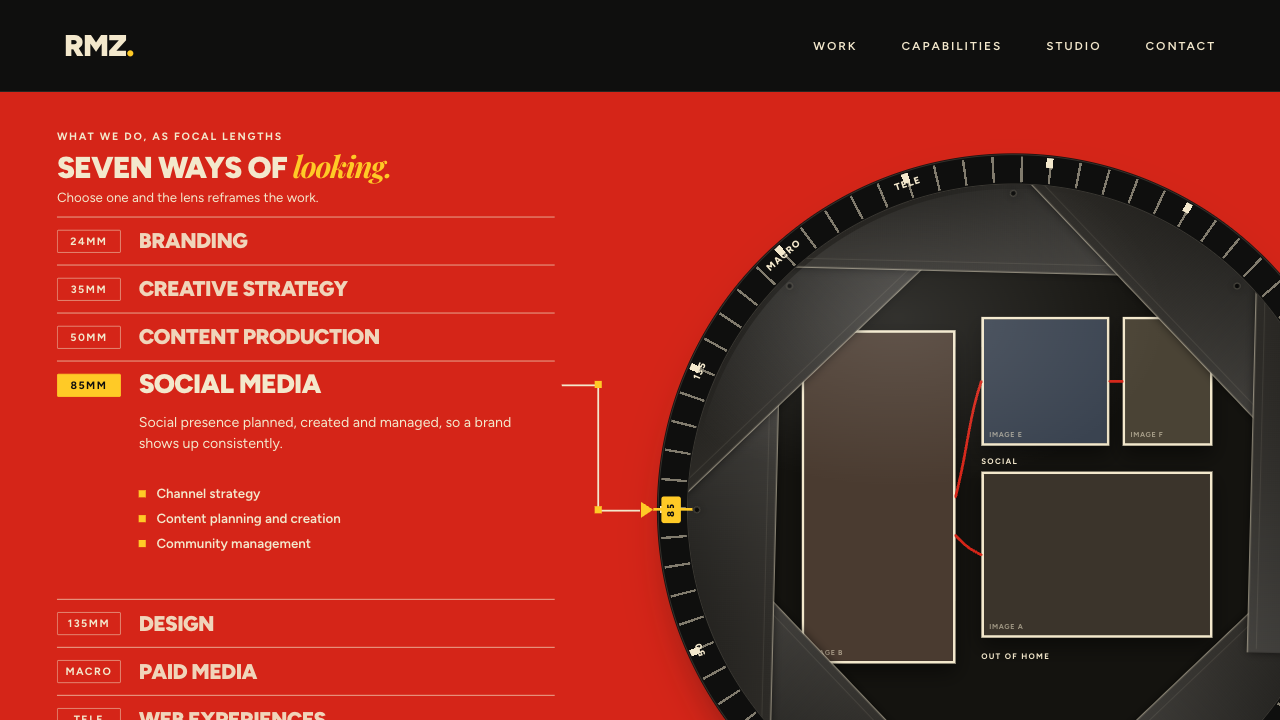 RMZ.
WORK
CAPABILITIES
STUDIO
CONTACT
WHAT WE DO, AS FOCAL LENGTHS
SEVEN WAYS OF looking.
Choose one and the lens reframes the work.
24MM BRANDING
35MM CREATIVE STRATEGY
50MM CONTENT PRODUCTION
85MM SOCIAL MEDIA
Social presence planned, created and managed, so a brand
shows up consistently.
Channel strategy
Content planning and creation
Community management
135MM DESIGN
MACRO PAID MEDIA
TELE WEB EXPERIENCES
TELE
MACRO
85
IMAGE E
IMAGE F
SOCIAL
IMAGE A
OUT OF HOME